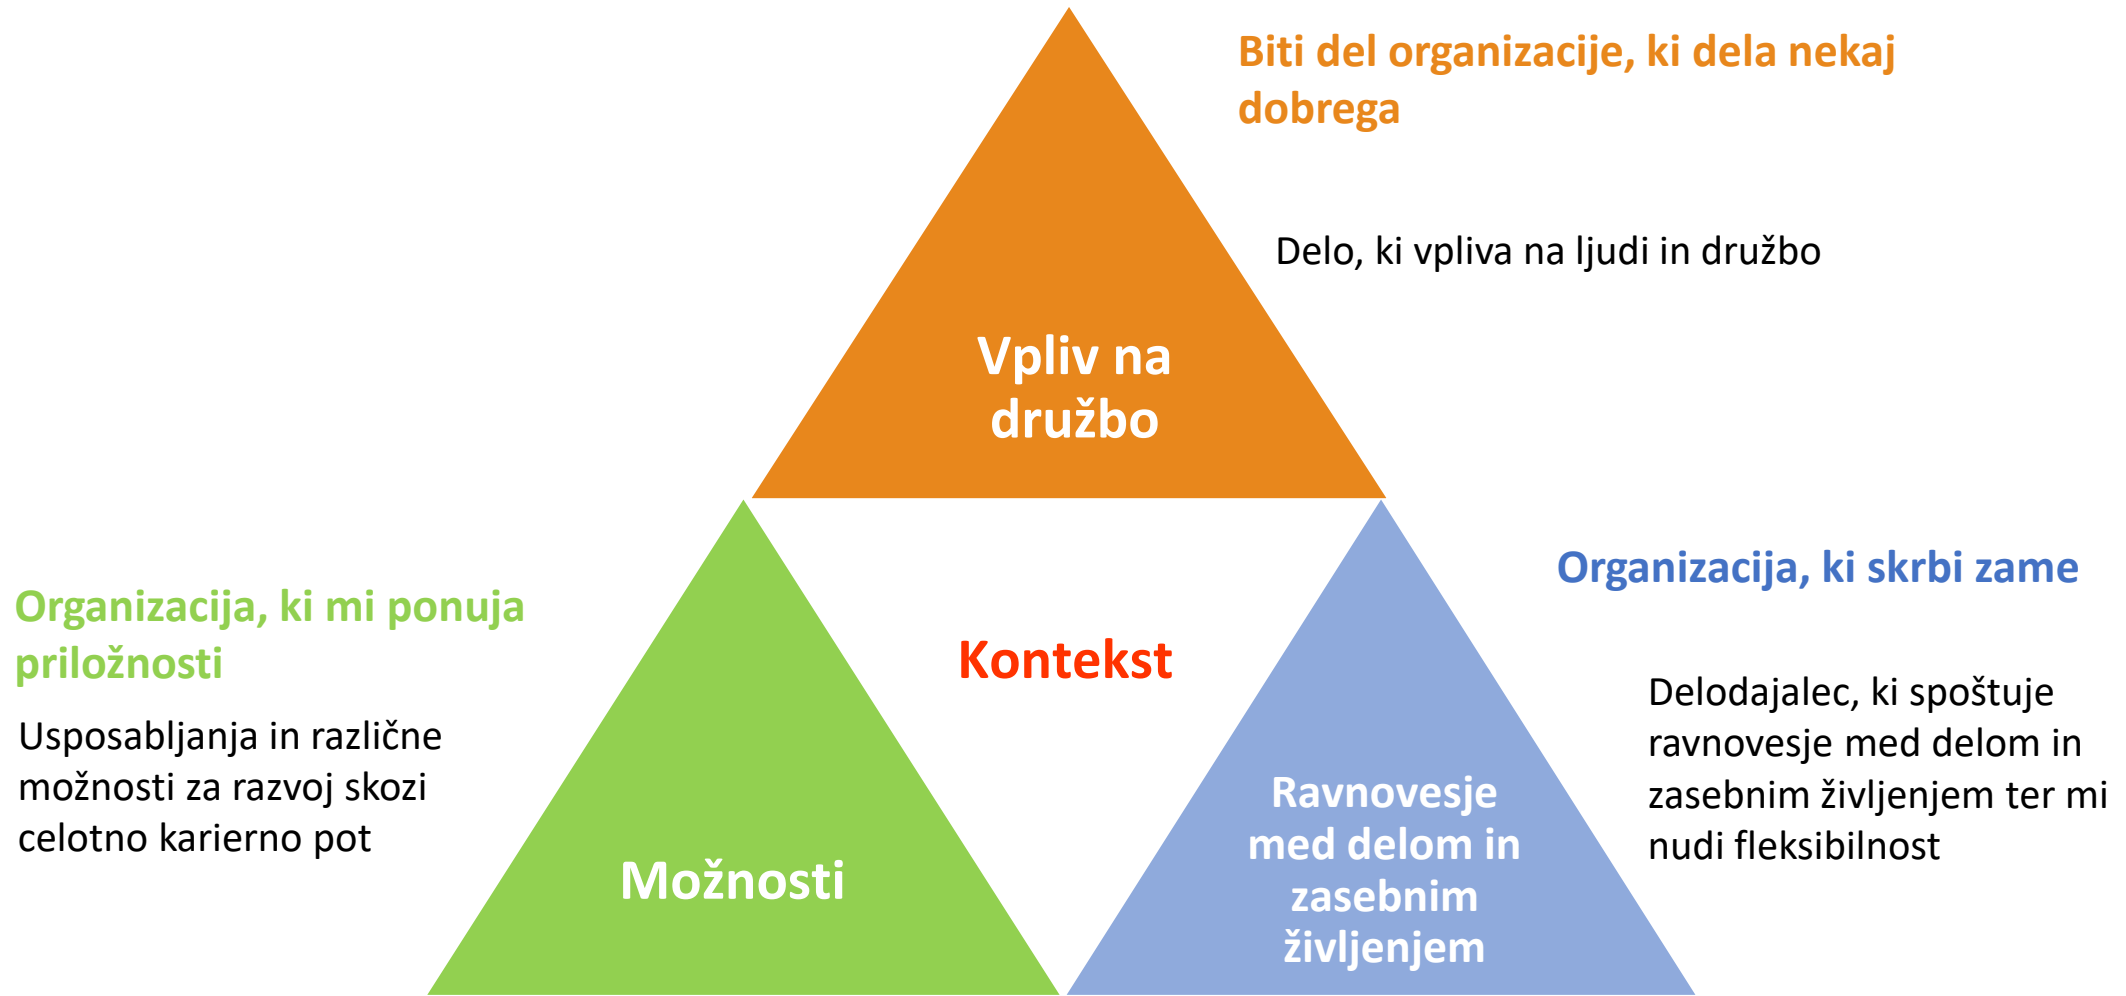 Biti del organizacije, ki dela nekaj
dobrega
Delo, ki vpliva na ljudi in družbo
Vpliv na
družbo
Organizacija, ki mi ponuja
priložnosti
Usposabljanja in različne
možnosti za razvoj skozi
celotno karierno pot
Možnosti
Kontekst
Organizacija, ki skrbi zame
Delodajalec, ki spoštuje
ravnovesje med delom in
zasebnim življenjem ter mi
nudi fleksibilnost
Ravnovesje
med delom in
zasebnim
življenjem